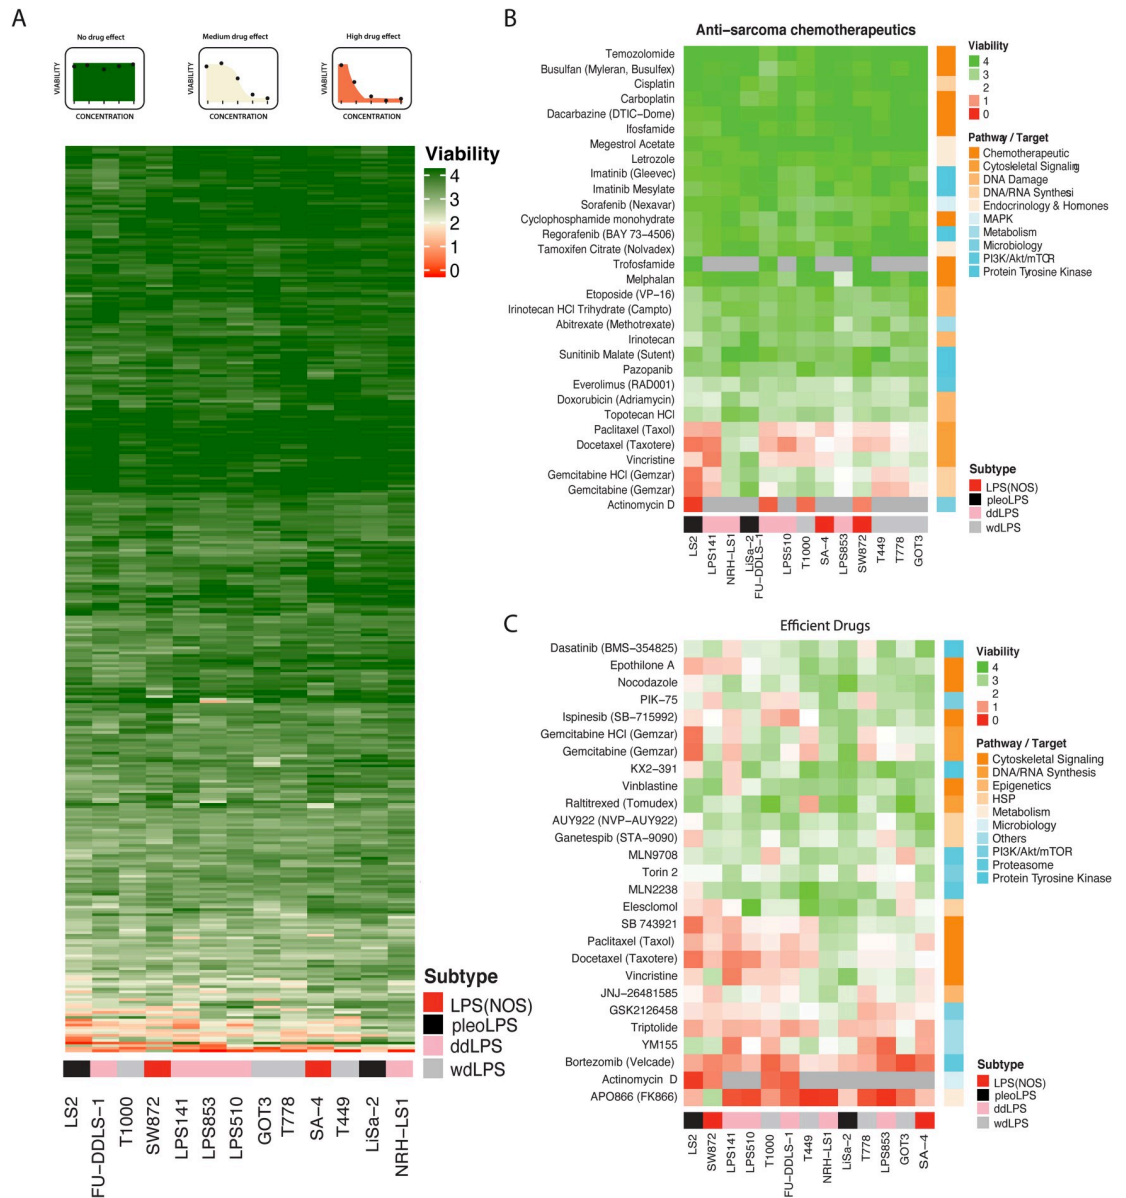 A
No drug effect
Medium drug effect
High drug effect
VIABILITY
CONCENTRATION
VIABILITY
CONCENTRATION
VIABILITY
CONCENTRATION
Viability
4
3
2
1
0
Subtype
LPS(NOS)
pleoLPS
ddLPS
wdLPS
LS2
FU−DDLS−1
T1000
SW872
LPS141
LPS853
LPS510
GOT3
T778
SA−4
T449
LiSa−2
NRH−LS1
B
Anti−sarcoma chemotherapeutics
Temozolomide
Busulfan (Myleran, Busulfex)
Cisplatin
Carboplatin
Dacarbazine (DTIC−Dome)
Ifosfamide
Megestrol Acetate
Letrozole
Imatinib (Gleevec)
Imatinib Mesylate
Sorafenib (Nexavar)
Cyclophosphamide monohydrate
Regorafenib (BAY 73−4506)
Tamoxifen Citrate (Nolvadex)
Trofosfamide
Melphalan
Etoposide (VP−16)
Irinotecan HCl Trihydrate (Campto)
Abitrexate (Methotrexate)
Irinotecan
Sunitinib Malate (Sutent)
Pazopanib
Everolimus (RAD001)
Doxorubicin (Adriamycin)
Topotecan HCl
Paclitaxel (Taxol)
Docetaxel (Taxotere)
Vincristine
Gemcitabine HCl (Gemzar)
Gemcitabine (Gemzar)
Actinomycin D
LS2
LPS141
NRH−LS1
LiSa−2
FU−DDLS−1
LPS510
T1000
SA−4
LPS853
SW872
T449
T778
GOT3
Viability
4
3
2
1
0
Pathway / Target
Chemotherapeutic
Cytoskeletal Signaling
DNA Damage
DNA/RNA Synthesi
Endocrinology & Hormones
MAPK
Metabolism
Microbiology
PI3K/Akt/mTOR
Protein Tyrosine Kinase
Subtype
LPS(NOS)
pleoLPS
ddLPS
wdLPS
C
Efficient Drugs
Dasatinib (BMS−354825)
Epothilone A
Nocodazole
PIK−75
Ispinesib (SB−715992)
Gemcitabine HCl (Gemzar)
Gemcitabine (Gemzar)
KX2−391
Vinblastine
Raltitrexed (Tomudex)
AUY922 (NVP−AUY922)
Ganetespib (STA−9090)
MLN9708
Torin 2
MLN2238
Elesclomol
SB 743921
Paclitaxel (Taxol)
Docetaxel (Taxotere)
Vincristine
JNJ−26481585
GSK2126458
Triptolide
YM155
Bortezomib (Velcade)
Actinomycin D
APO866 (FK866)
LS2
SW872
LPS141
LPS510
T1000
FU−DDLS−1
T449
NRH−LS1
LiSa−2
T778
LPS853
GOT3
SA−4
Viability
4
3
2
1
0
Pathway / Target
Cytoskeletal Signaling
DNA/RNA Synthesis
Epigenetics
HSP
Metabolism
Microbiology
Others
PI3K/Akt/mTOR
Proteasome
Protein Tyrosine Kinase
Subtype
LPS(NOS)
pleoLPS
ddLPS
wdLPS